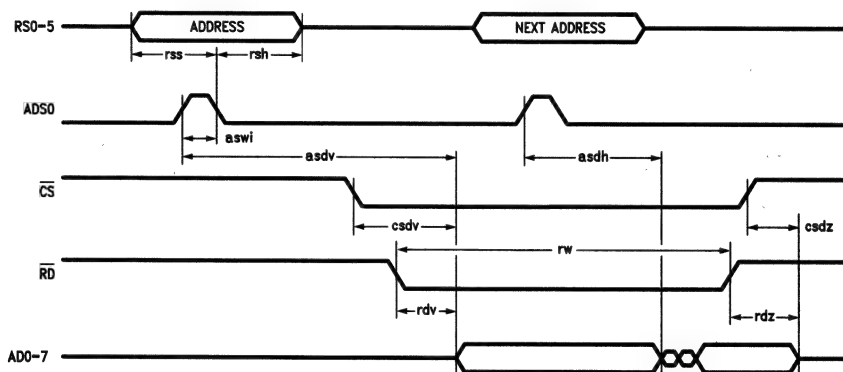 RS0-5
ADDRESS
NEXT ADDRESS
rss
rsh
ADS0
aswi
asdv
asdh
CS
csdv
csdz
rw
RD
rdv
rdz
AD0-7